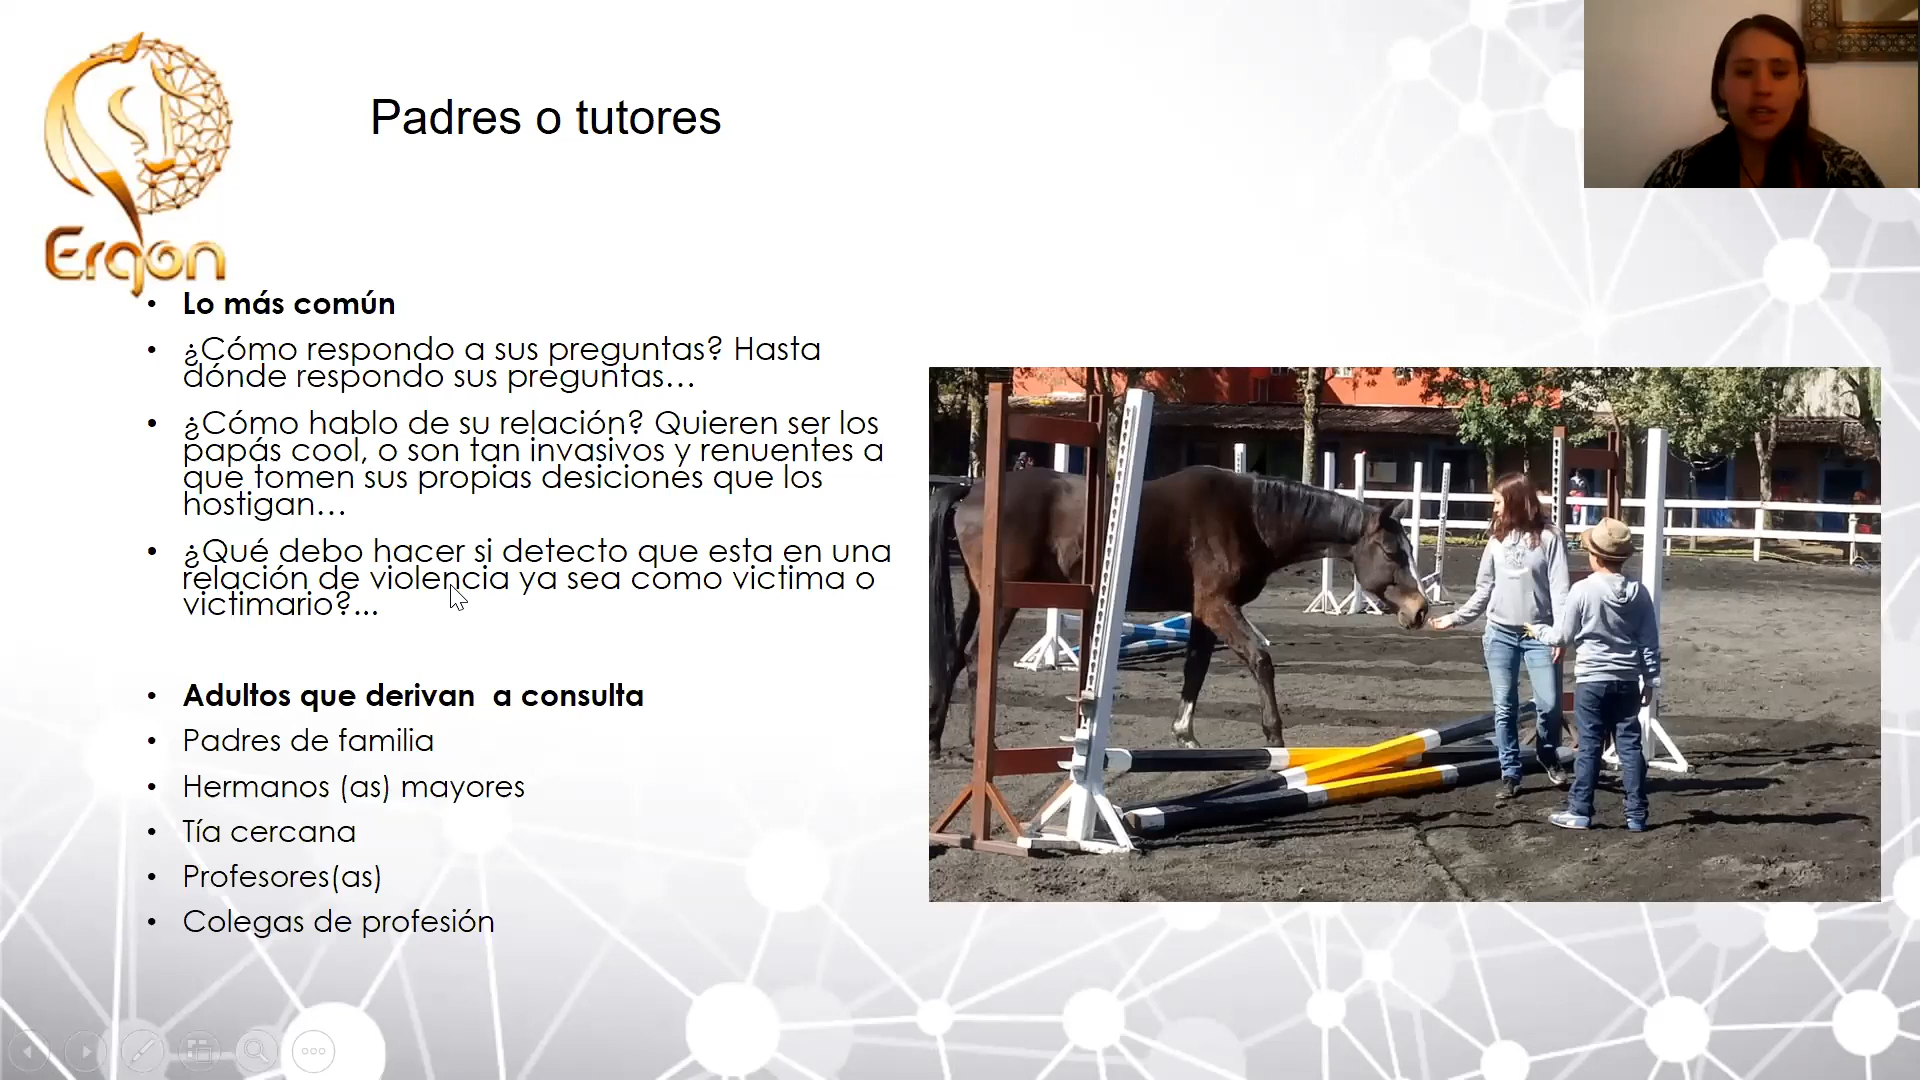 Ergon
Padres o tutores
• Lo más común
• ¿Cómo respondo a sus preguntas? Hasta
dónde respondo sus preguntas…
• ¿Cómo hablo de su relación? Quieren ser los
papás cool, o son tan invasivos y renuentes a
que tomen sus propias desiciones que los
hostigan…
• ¿Qué debo hacer si detecto que esta en una
relación de violencia ya sea como victima o
victimario?...
• Adultos que derivan  a consulta
• Padres de familia
• Hermanos (as) mayores
• Tía cercana
• Profesores(as)
• Colegas de profesión